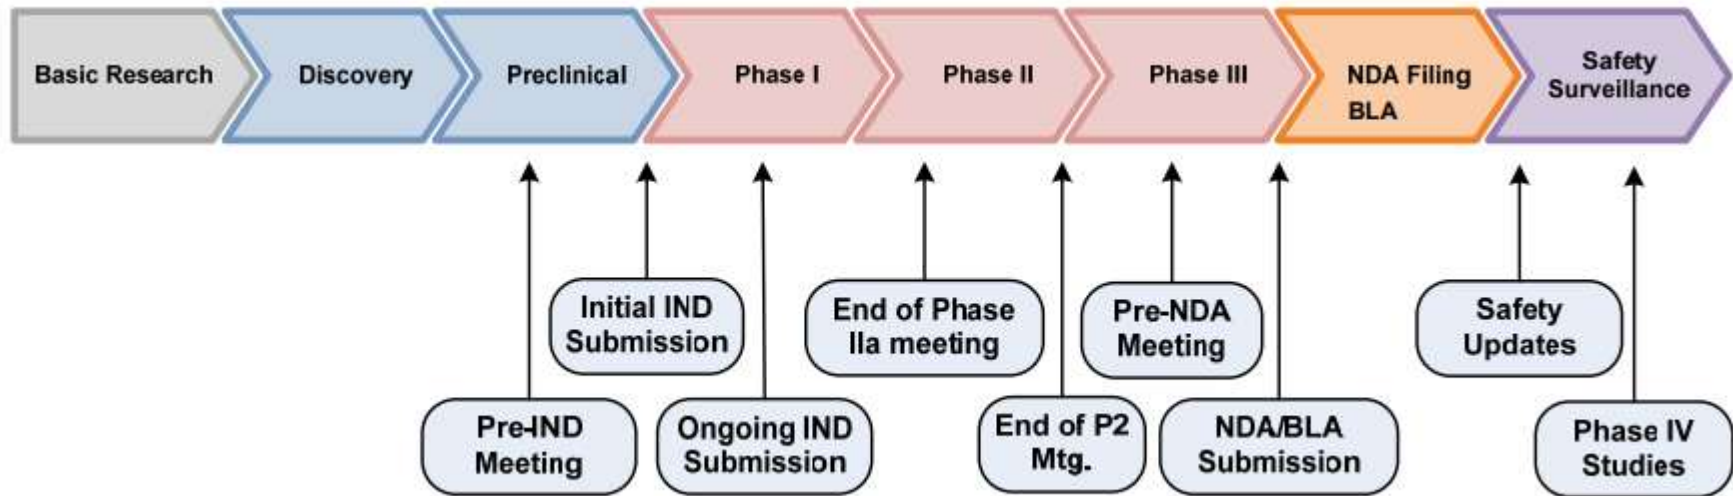 Basic Research
Discovery
Preclinical
Phase I
Phase II
Phase III
NDA Filing
BLA
Safety
Surveillance
Initial IND
Submission
End of Phase
IIa meeting
Pre-NDA
Meeting
Safety
Updates
Pre-IND
Meeting
Ongoing IND
Submission
End of P2
Mtg.
NDA/BLA
Submission
Phase IV
Studies